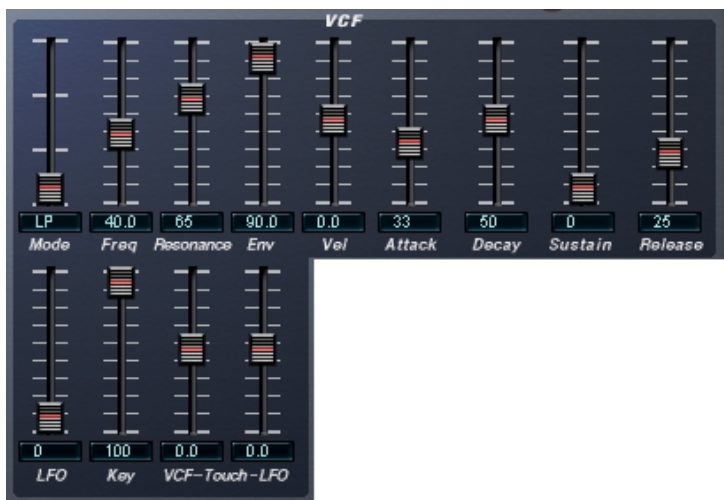 VCF
LP 40.0 65 90.0 0.0 33 50 0 25
Mode Freq Resonance Env Vel Attack Decay Sustain Release
0 100 0.0 0.0
LFO Key VCF-Touch-LFO